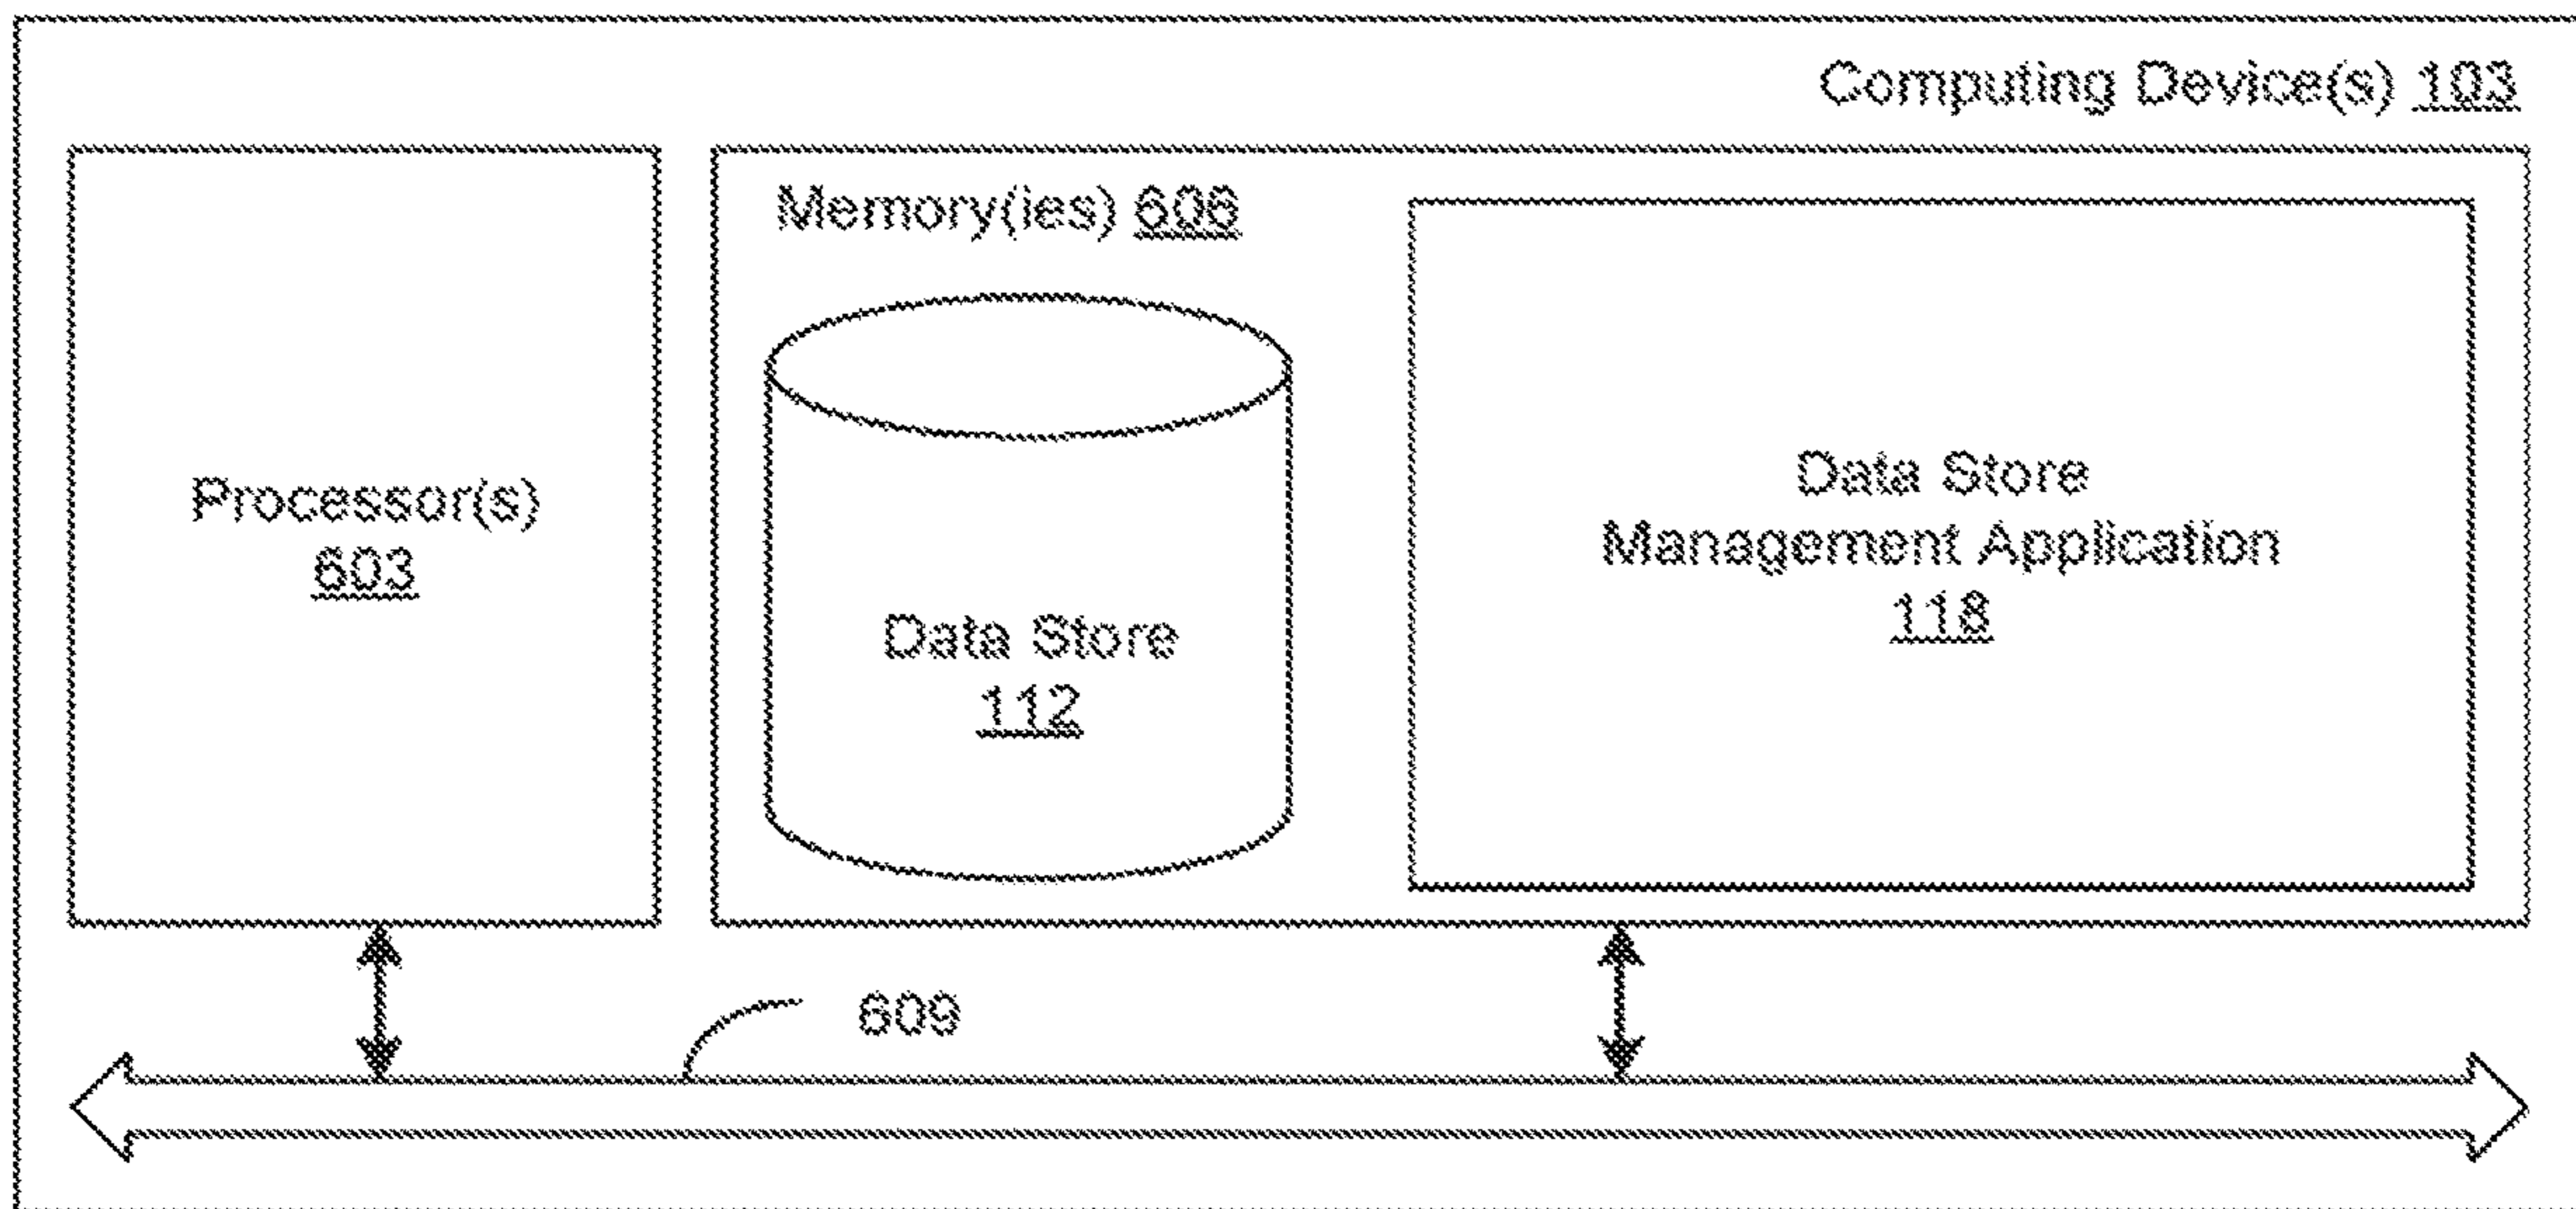 Computing Device(s) 103
Memory(ies) 606
Processor(s)
603
Data Store
112
Data Store
Management Application
118
609